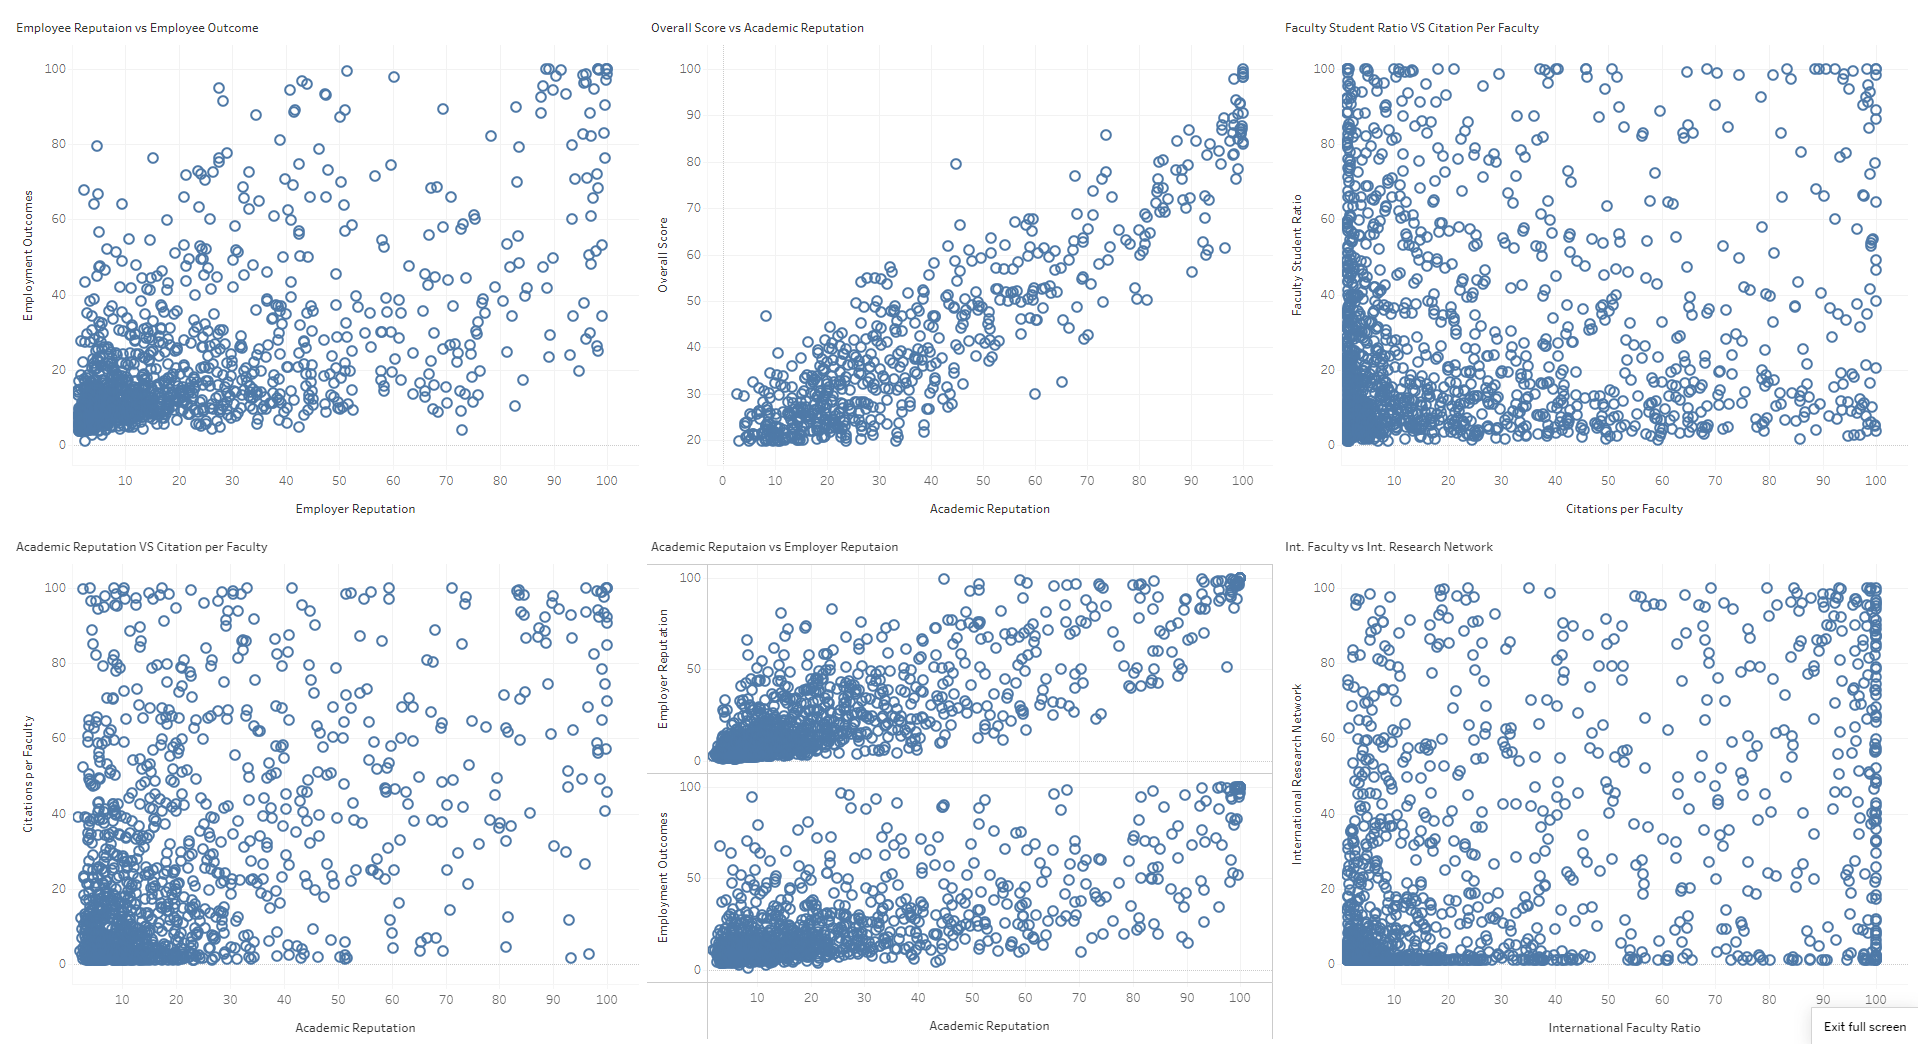 Employee Reputaion vs Employee Outcome
100
80
60
40
20
0
Employment Outcomes
10 20 30 40 50 60 70 80 90 100
Employer Reputation
Overall Score vs Academic Reputation
100
90
80
70
60
50
40
30
20
Overall Score
0 10 20 30 40 50 60 70 80 90 100
Academic Reputation
Faculty Student Ratio VS Citation Per Faculty
100
80
60
40
20
0
Faculty Student Ratio
10 20 30 40 50 60 70 80 90 100
Citations per Faculty
Academic Reputation VS Citation per Faculty
100
80
60
40
20
0
Citations per Faculty
10 20 30 40 50 60 70 80 90 100
Academic Reputation
Academic Reputaion vs Employer Reputaion
100
50
0
Employer Reputation
100
50
0
Employment Outcomes
10 20 30 40 50 60 70 80 90 100
Academic Reputation
Int. Faculty vs Int. Research Network
100
80
60
40
20
0
International Research Network
10 20 30 40 50 60 70 80 90 100
International Faculty Ratio
Exit full screen